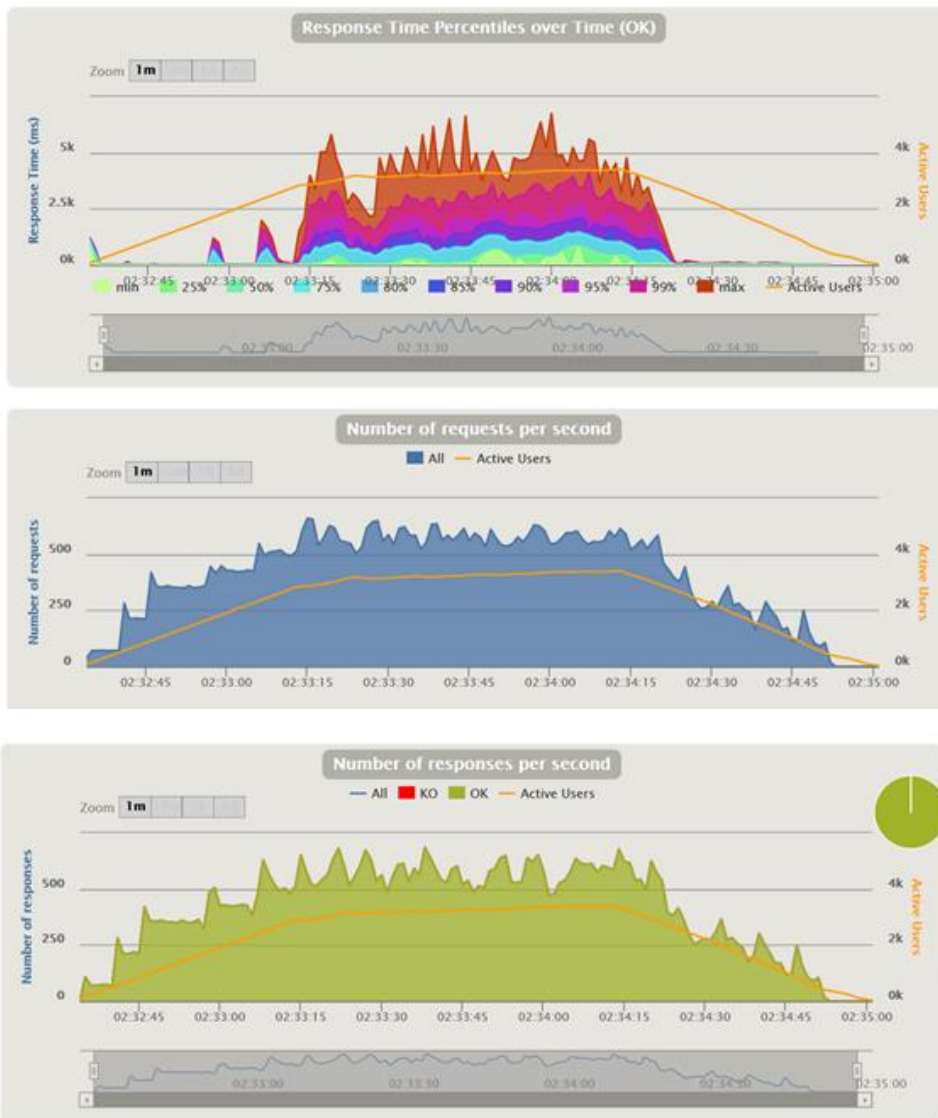 Response Time Percentiles over Time (OK)
Zoom 1m
Response Time (ms)
5k
2.5k
0k
4k
2k
0k
Active Users
02:32:45 02:33:00 02:33:15 02:33:30 02:33:45 02:34:00 02:34:15 02:34:30 02:34:45 02:35:00
min 25% 50% 75% 80% 85% 90% 95% 99% max Active Users
02:33:00 02:33:30 02:34:00 02:34:30 02:35:00
Number of requests per second
All Active Users
Zoom 1m
Number of requests
500
250
0
4k
2k
0k
Active Users
02:32:45 02:33:00 02:33:15 02:33:30 02:33:45 02:34:00 02:34:15 02:34:30 02:34:45 02:35:00
Number of responses per second
All KO OK Active Users
Zoom 1m
Number of responses
500
250
0
4k
2k
0k
Active Users
02:32:45 02:33:00 02:33:15 02:33:30 02:33:45 02:34:00 02:34:15 02:34:30 02:34:45 02:35:00
02:33:00 02:33:30 02:34:00 02:34:30 02:35:00